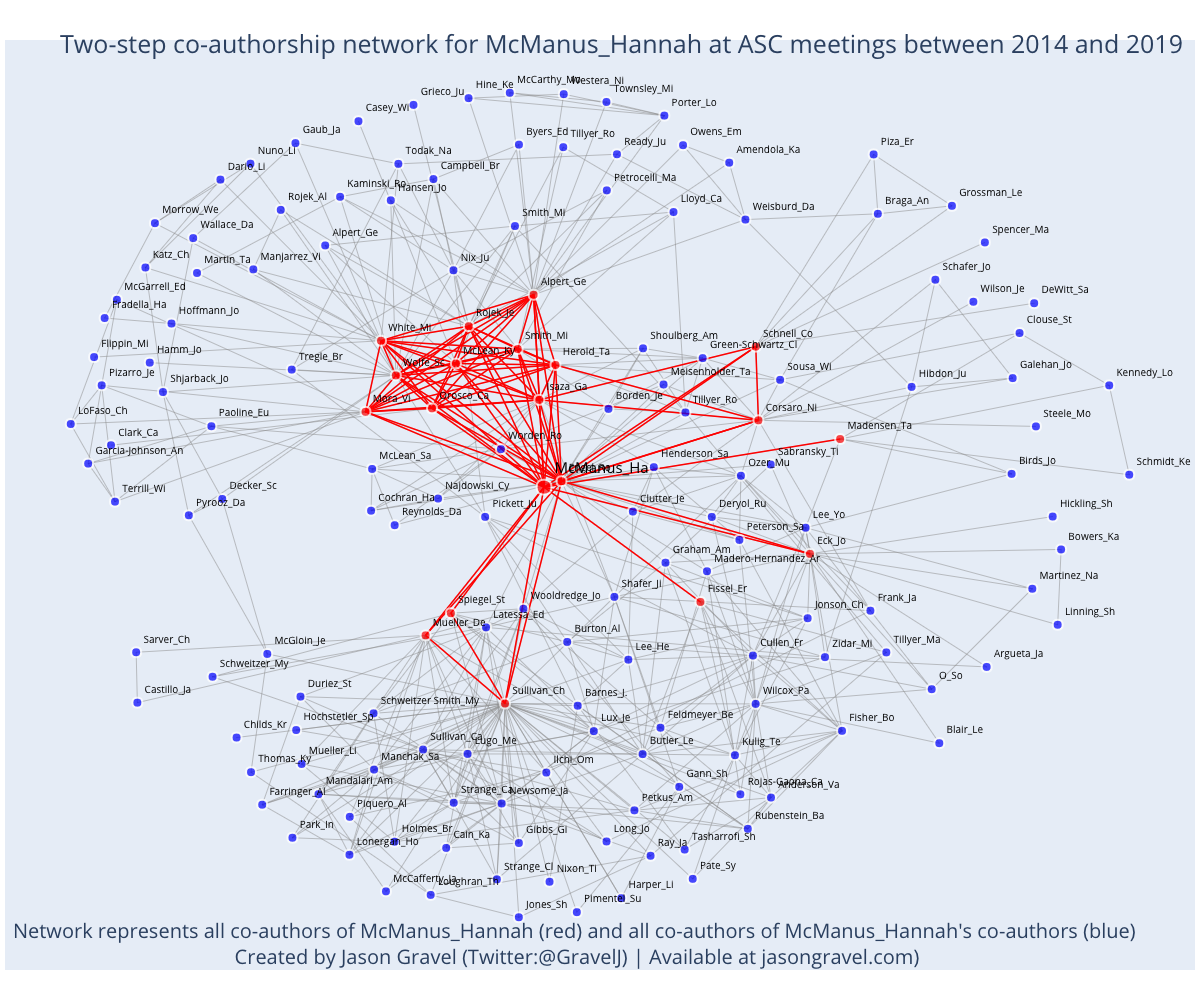 Two-step co-authorship network for McManus_Hannah at ASC meetings between 2014 and 2019
McCarthy_Mo
Westera_Ni
Hine_Ke
Townsley_Mi
Grieco_Ju
Casey_Wi
Porter_Lo
Gaub_Ja
Byers_Ed
Tillyer_Ro
Ready_Ju
Owens_Em
Piza_Er
Nuno_Li
Todak_Na
Amendola_Ka
Dario_Li
Campbell_Br
Kaminski_Ro
Hansen_Jo
Petrocelli_Ma
Grossman_Le
Rojek_Al
Lloyd_Ca
Weisburd_Da
Braga_An
Morrow_We
Smith_Mi
Wallace_Da
Alpert_Ge
Spencer_Ma
Katz_Ch
Martin_Ta
Manjarrez_Vi
Nix_Ju
Schafer_Jo
McGarrell_Ed
Alpert_Ge
Wilson_Je
DeWitt_Sa
Fradella_Ha
Hoffmann_Jo
Rojek_Je
Clouse_St
White_Mi
Smith_Mi
Shoulberg_Am
Schnell_Co
Flippin_Mi
Hamm_Jo
Tregle_Br
McLean_Ky
Herold_Ta
Green-Schwartz_Cl
Wolfe_Sc
Galehan_Jo
Pizarro_Je
Shjarback_Jo
Meisenholder_Ta
Sousa_Wi
Hibdon_Ju
Kennedy_Lo
Mora_Vi
Orosco_Ca
Isaza_Ga
Borden_Je
Tillyer_Ro
Corsaro_Ni
LoFaso_Ch
Paoline_Eu
Madensen_Ta
Steele_Mo
Clark_Ca
Garcia-Johnson_An
McLean_Sa
Worden_Ro
Henderson_Sa
Sabransky_Ti
Ozer_Mu
Birds_Jo
Schmidt_Ke
McManus_Ha
Terrill_Wi
Decker_Sc
Pyrooz_Da
Cochran_Ha
Najdowski_Cy
Reynolds_Da
Pickett_Ju
Clutter_Je
Deryol_Ru
Lee_Yo
Hickling_Sh
Peterson_Sa
Eck_Jo
Bowers_Ka
Graham_Am
Madero-Hernandez_Ar
Martinez_Na
Spiegel_St
Wooldredge_Jo
Shafer_Ji
Fissel_Er
Frank_Ja
Linning_Sh
Mueller_De
Latessa_Ed
Jonson_Ch
Sarver_Ch
McGloin_Je
Burton_Al
Lee_He
Cullen_Fr
Zidar_Mi
Tillyer_Ma
Argueta_Ja
Schweitzer_My
O_So
Castillo_Ja
Duriez_St
Schweitzer Smith_My
Sullivan_Ch
Barnes_J.
Wilcox_Pa
Childs_Kr
Hochstetler_Sp
Lux_Je
Feldmeyer_Be
Fisher_Bo
Blair_Le
Thomas_Ky
Mueller_Li
Manchak_Sa
Sullivan_Ca
Lugo_Me
Ilchi_Om
Butler_Le
Kulig_Te
Farringer_Al
Mandalari_Am
Strange_Ca
Newsome_Ja
Gann_Sh
Rojas-Gaona_Ca
Anderson_Va
Park_In
Piquero_Al
Petkus_Am
Rubenstein_Ba
Lonergan_Ho
Holmes_Br
Cain_Ka
Gibbs_Gi
Long_Jo
Ray_Ja
Tasharrofi_Sh
McCafferty_Ja
Loughran_Th
Strange_Cl
Nixon_Ti
Harper_Li
Pate_Sy
Jones_Sh
Pimentel_Su
Network represents all co-authors of McManus_Hannah (red) and all co-authors of McManus_Hannah's co-authors (blue)
Created by Jason Gravel (Twitter:@GravelJ) | Available at jasongravel.com)